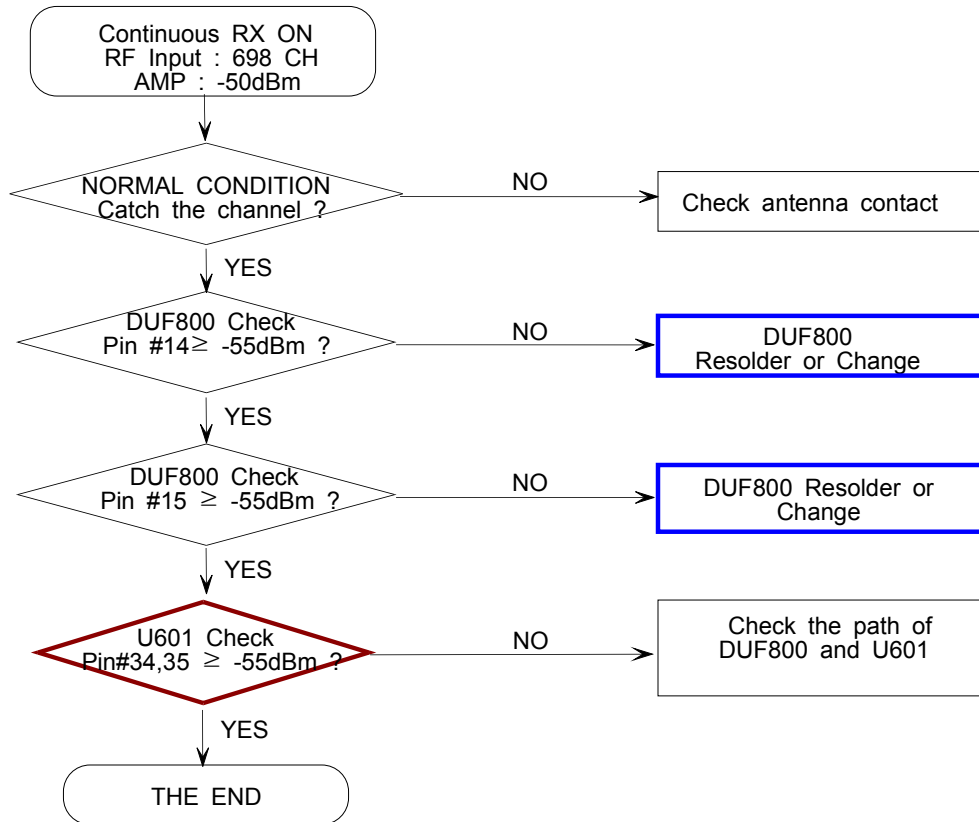 Continuous RX ON
RF Input : 698 CH
AMP : -50dBm
NORMAL CONDITION
Catch the channel ?
NO
Check antenna contact
YES
DUF800 Check
Pin #14≥ -55dBm ?
NO
DUF800
Resolder or Change
YES
DUF800 Check
Pin #15 ≥ -55dBm ?
NO
DUF800 Resolder or
Change
YES
U601 Check
Pin#34,35 ≥ -55dBm ?
NO
Check the path of
DUF800 and U601
YES
THE END